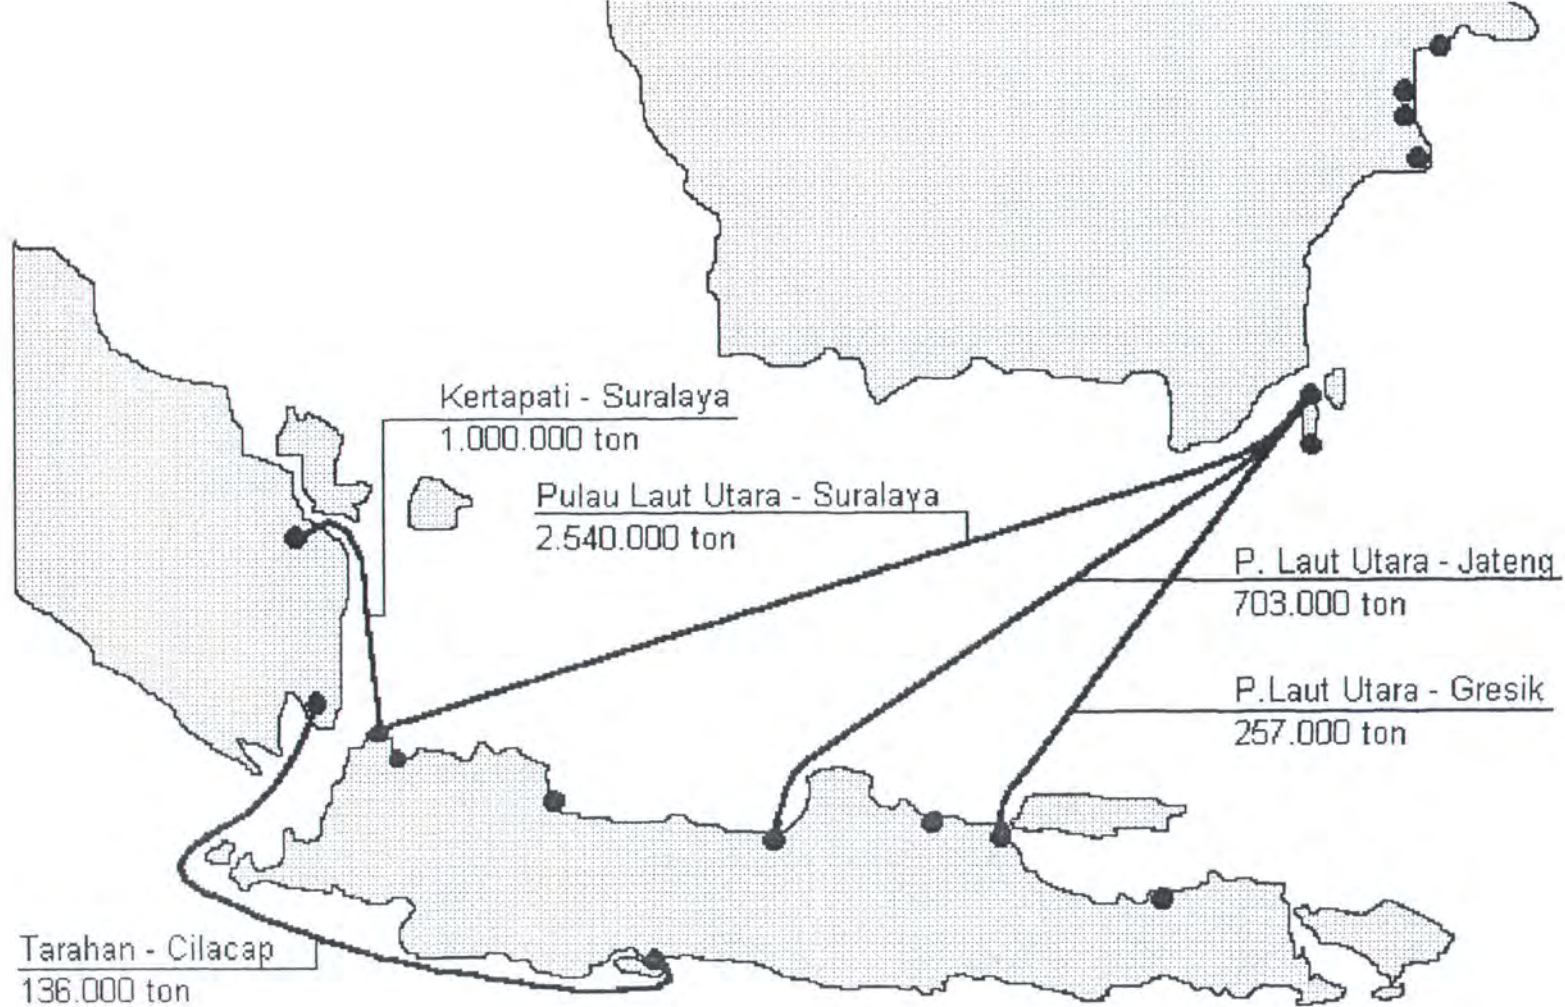 Kertapati - Suralaya
1.000.000 ton
Pulau Laut Utara - Suralaya
2.540.000 ton
P. Laut Utara - Jateng
703.000 ton
P.Laut Utara - Gresik
257.000 ton
Tarahan - Cilacap
136.000 ton